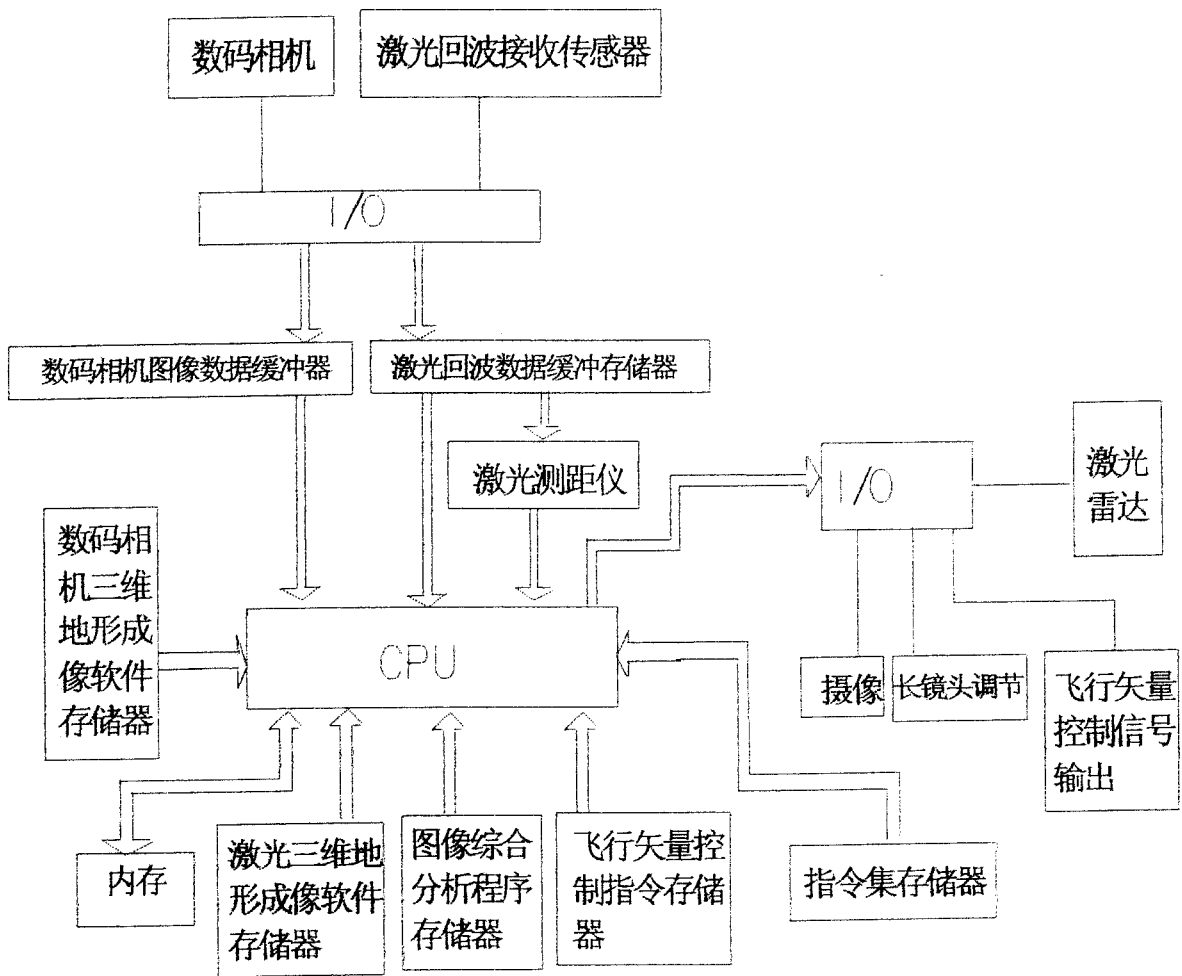 数码相机
激光回波接收传感器
I/O
数码相机图像数据缓冲器
激光回波数据缓冲存储器
激光测距仪
I/O
激光
雷达
数码相
机三维
地形成
像软件
存储器
CPU
摄像
长镜头调节
飞行矢量
控制信号
输出
内存
激光三维地
形成像软件
存储器
图像综合
分析程序
存储器
飞行矢量控
制指令存储
器
指令集存储器